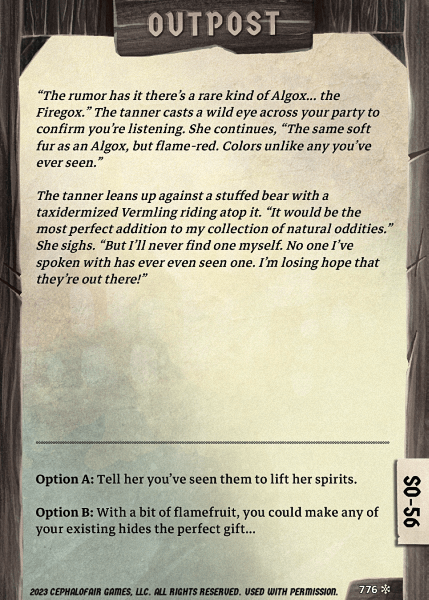 OUTPOST
“The rumor has it there’s a rare kind of Algox... the
Firegox.” The tanner casts a wild eye across your party to
confirm you’re listening. She continues, “The same soft
fur as an Algox, but flame-red. Colors unlike any you’ve
ever seen.”
The tanner leans up against a stuffed bear with a
taxidermized Vermling riding atop it. “It would be the
most perfect addition to my collection of natural oddities.”
She sighs. “But I’ll never find one myself. No one I’ve
spoken with has ever even seen one. I’m losing hope that
they’re out there!”
Option A: Tell her you’ve seen them to lift her spirits.
Option B: With a bit of flamefruit, you could make any of
your existing hides the perfect gift...
SO-56
2023 CEPHALOFAIR GAMES, LLC. ALL RIGHTS RESERVED. USED WITH PERMISSION.
776